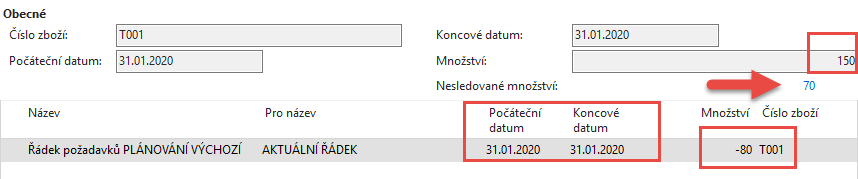 Obecné
Číslo zboží: T001 Koncové datum: 31.01.2020
Počáteční datum: 31.01.2020 Množství: 150
Nesledované množství: 70
Název Pro název Počáteční datum Koncové datum Množství Číslo zboží
Řádek požadavků PLÁNOVÁNÍ VÝCHOZÍ AKTUÁLNÍ ŘÁDEK 31.01.2020 31.01.2020 -80 T001